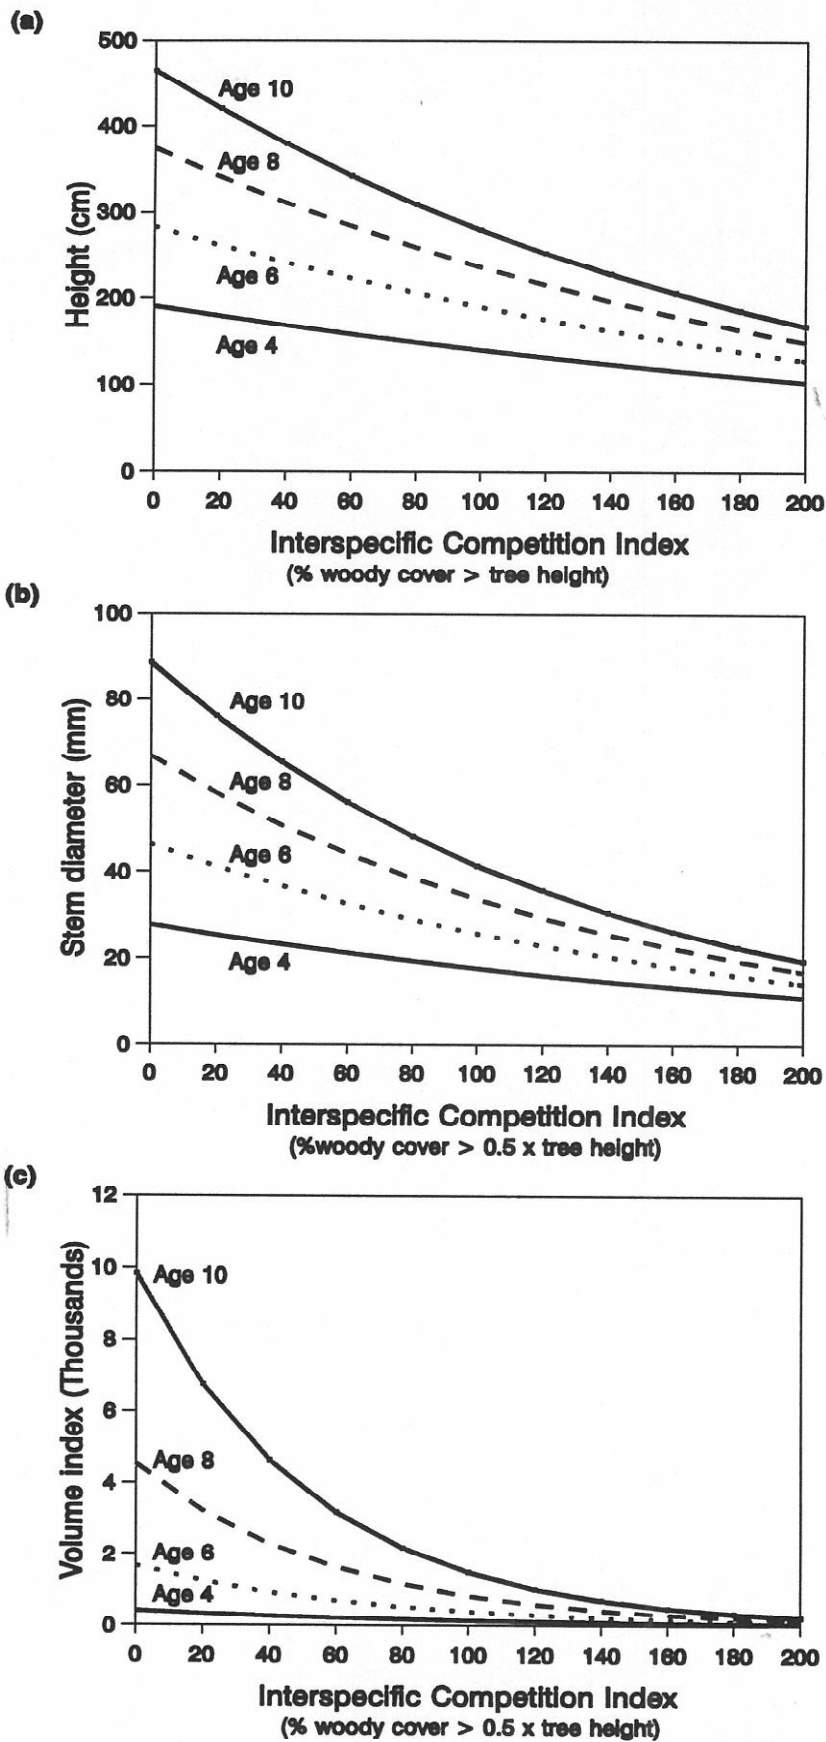 (a)
500
400
300
200
100
0
Height (cm)
Age 10
Age 8
Age 6
Age 4
0 20 40 60 80 100 120 140 160 180 200
Interspecific Competition Index
(% woody cover > tree height)
(b)
100
80
60
40
20
0
Stem diameter (mm)
Age 10
Age 8
Age 6
Age 4
0 20 40 60 80 100 120 140 160 180 200
Interspecific Competition Index
(%woody cover > 0.5 x tree height)
(c)
12
10
8
6
4
2
0
Volume index (Thousands)
Age 10
Age 8
Age 6
Age 4
0 20 40 60 80 100 120 140 160 180 200
Interspecific Competition Index
(% woody cover > 0.5 x tree height)